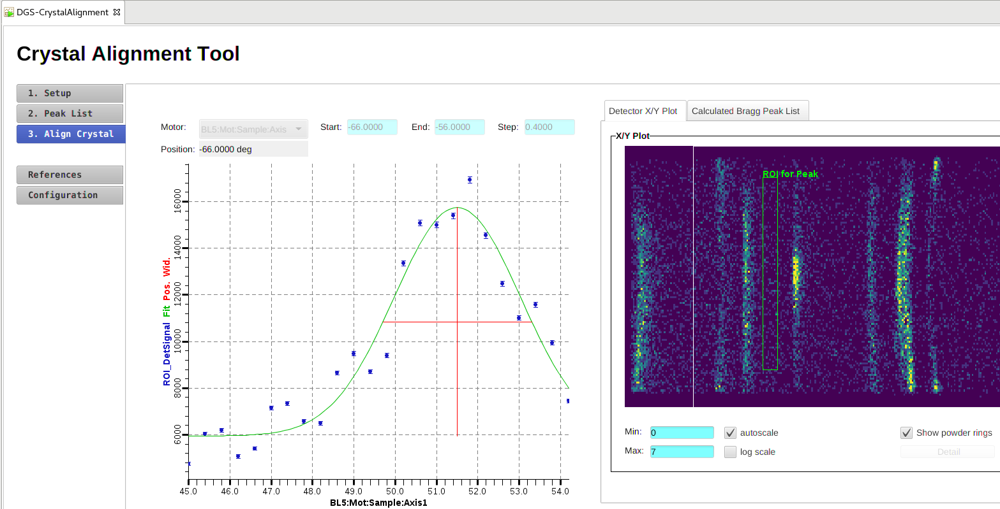 DGS-CrystalAlignment
Crystal Alignment Tool
1. Setup
2. Peak List
3. Align Crystal
References
Configuration
Motor: BL5:Mot:Sample:Axis Start: -66.0000 End: -56.0000 Step: 0.4000
Position: -66.0000 deg
ROI_DetSignal Fit Pos. Wid.
16000
14000
12000
10000
8000
6000
45.0 46.0 47.0 48.0 49.0 50.0 51.0 52.0 53.0 54.0
BL5:Mot:Sample:Axis1
Detector X/Y Plot Calculated Bragg Peak List
X/Y Plot
ROI for Peak
Min: 0 autoscale Show powder rings
Max: 7 log scale Detail